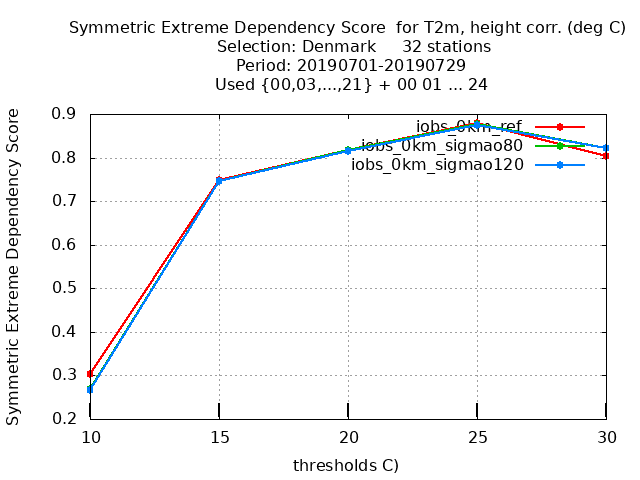 Symmetric Extreme Dependency Score  for T2m, height corr. (deg C)
Selection: Denmark     32 stations
Period: 20190701-20190729
Used {00,03,...,21} + 00 01 ... 24
Symmetric Extreme Dependency Score
0.9
0.8
0.7
0.6
0.5
0.4
0.3
0.2
iobs_0km_ref
iobs_0km_sigmao80
iobs_0km_sigmao120
10 15 20 25 30
thresholds C)